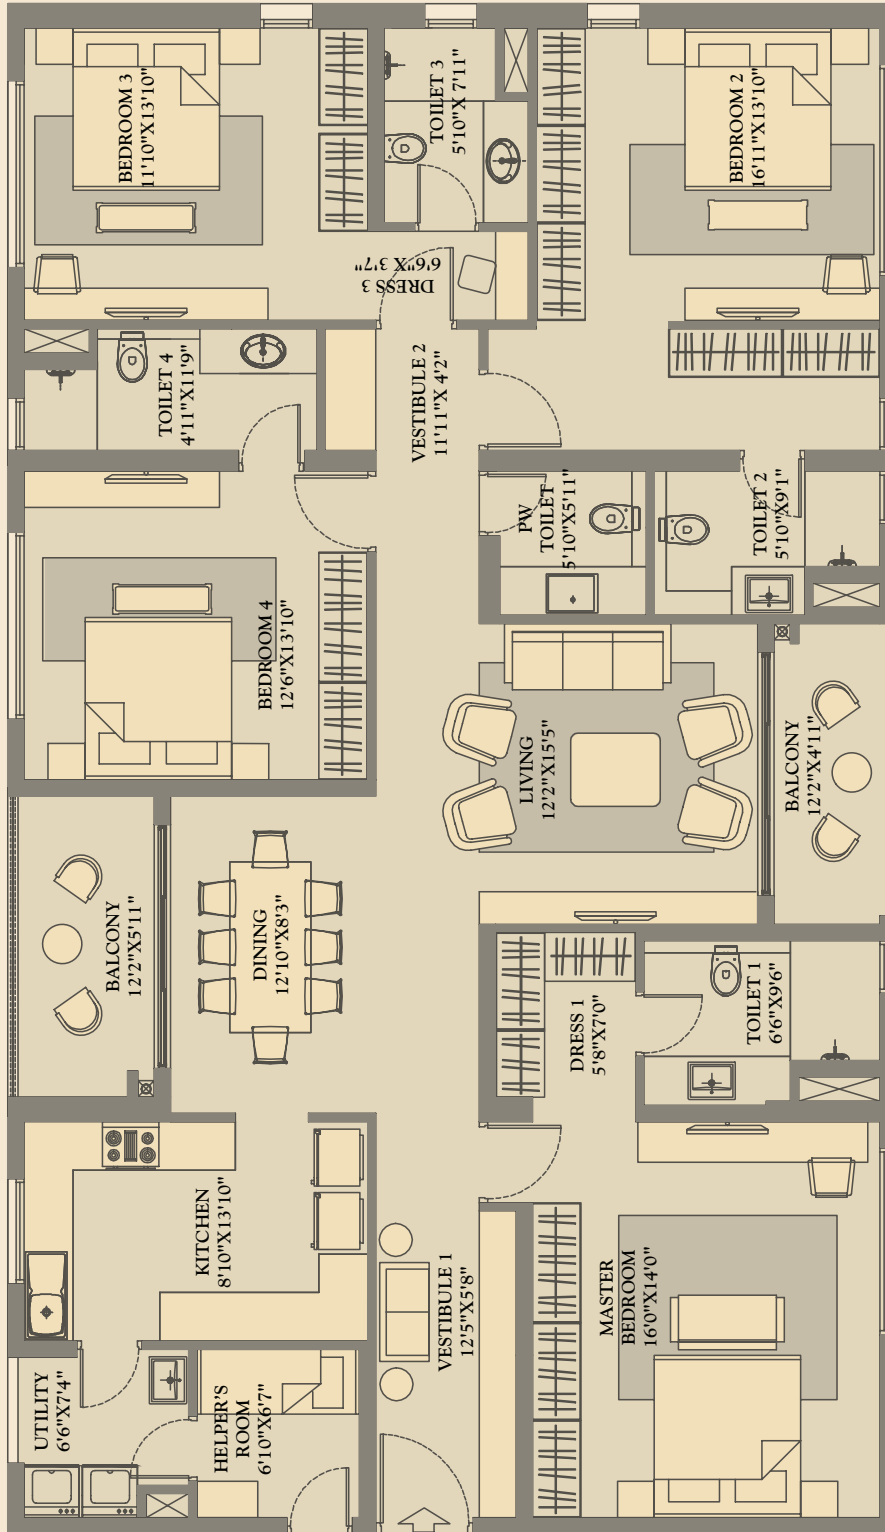 BEDROOM 3
11'10"X13'10"
TOILET 3
5'10"X 7'11"
BEDROOM 2
16'11"X13'10"
DRESS 3
6'6"X 3'7"
TOILET 4
4'11"X11'9"
VESTIBULE 2
11'11"X 4'2"
PW
TOILET
5'10"X5'11"
TOILET 2
5'10"X9'1"
BEDROOM 4
12'6"X13'10"
LIVING
12'2"X15'5"
BALCONY
12'2"X4'11"
BALCONY
12'2"X5'11"
DINING
12'10"X8'3"
DRESS 1
5'8"X7'0"
TOILET 1
6'6"X9'6"
KITCHEN
8'10"X13'10"
VESTIBULE 1
12'5"X5'8"
MASTER
BEDROOM
16'0"X14'0"
UTILITY
6'6"X7'4"
HELPER'S
ROOM
6'10"X6'7"